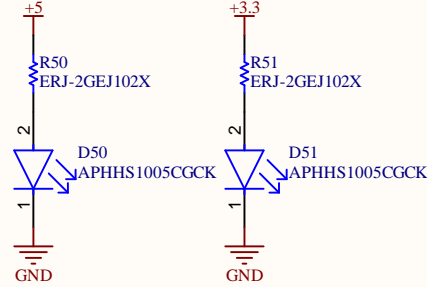 +5
R50
ERJ-2GEJ102X
2
D50
APHHS1005CGCK
1
GND
+3.3
R51
ERJ-2GEJ102X
2
D51
APHHS1005CGCK
1
GND